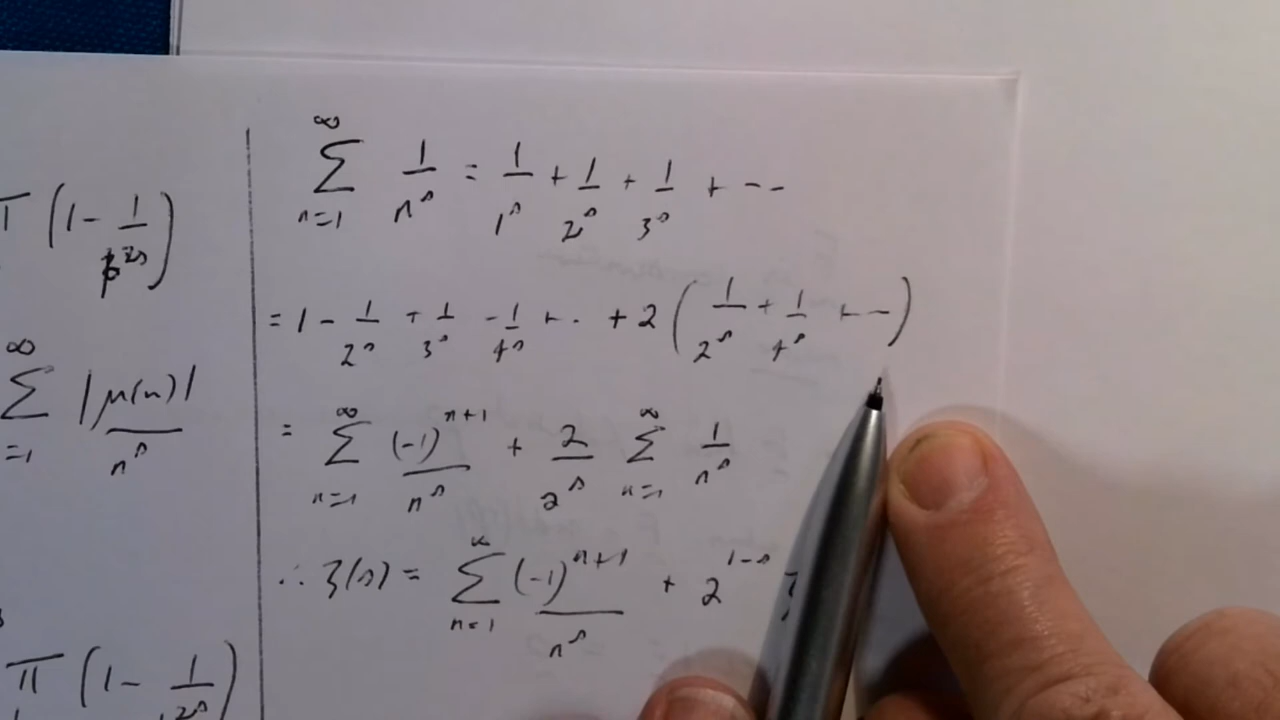 ∏ (1 - 1/p^{2s})
∑_{n=1}^{∞} |μ(n)|/n^s
∏ (1 - 1/p^{2s})
∑_{n=1}^{∞} 1/n^s = 1/1^s + 1/2^s + 1/3^s + --
= 1 - 1/2^s + 1/3^s - 1/4^s + ·· + 2 (1/2^s + 1/4^s + --)
= ∑_{n=1}^{∞} (-1)^{n+1}/n^s + 2/2^s ∑_{n=1}^{∞} 1/n^s
∴ ζ(s) = ∑_{n=1}^{∞} (-1)^{n+1}/n^s + 2^{1-s}